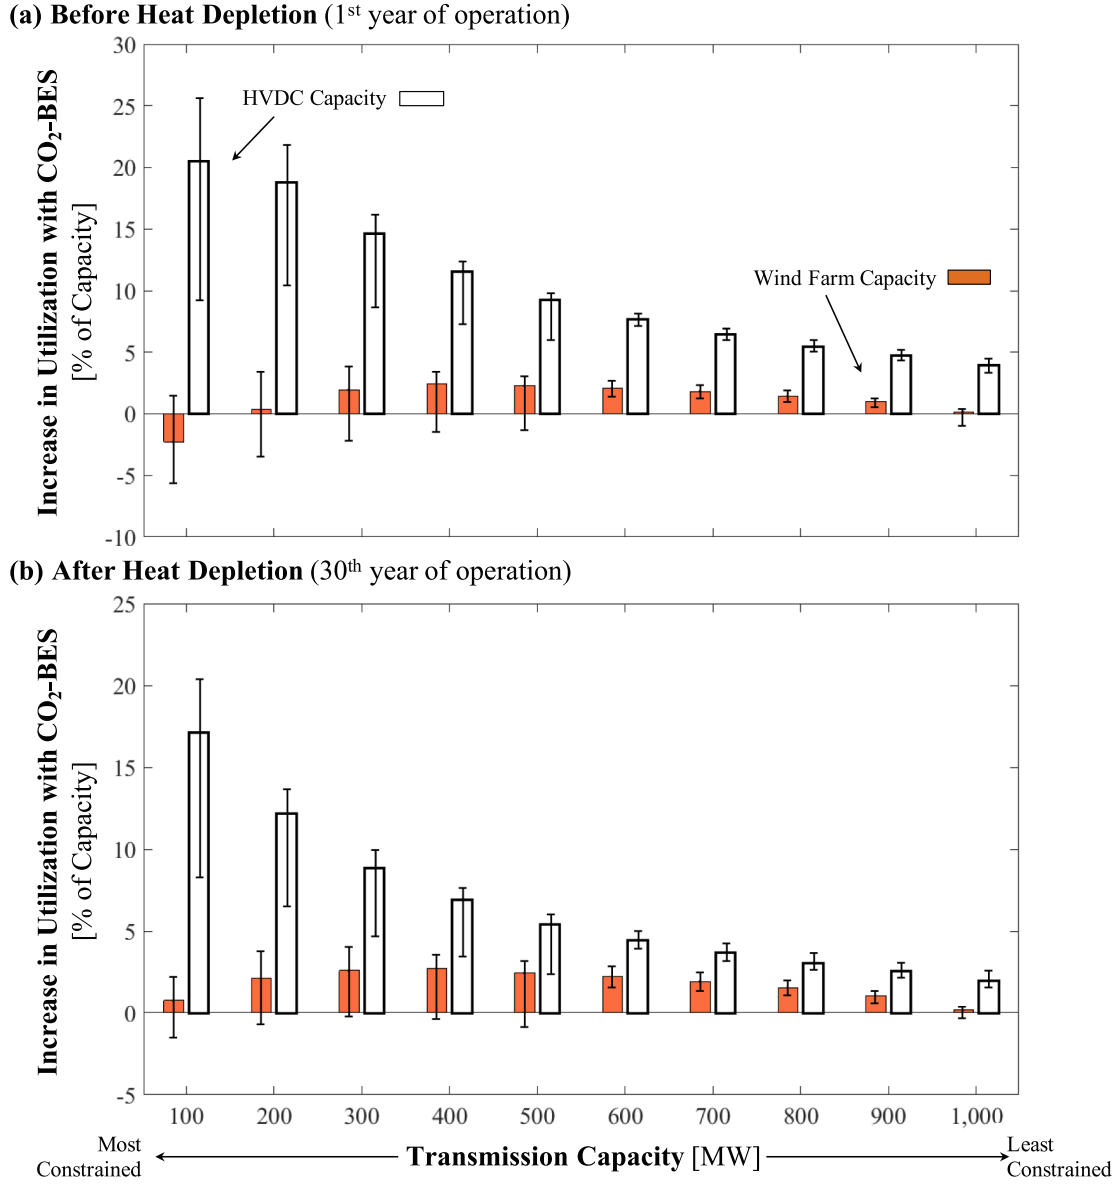 (a) Before Heat Depletion (1st year of operation)
Increase in Utilization with CO2-BES
[% of Capacity]
30
25
20
15
10
5
0
-5
-10
HVDC Capacity
Wind Farm Capacity
(b) After Heat Depletion (30th year of operation)
Increase in Utilization with CO2-BES
[% of Capacity]
25
20
15
10
5
0
-5
100 200 300 400 500 600 700 800 900 1,000
Most
Constrained
Transmission Capacity [MW]
Least
Constrained